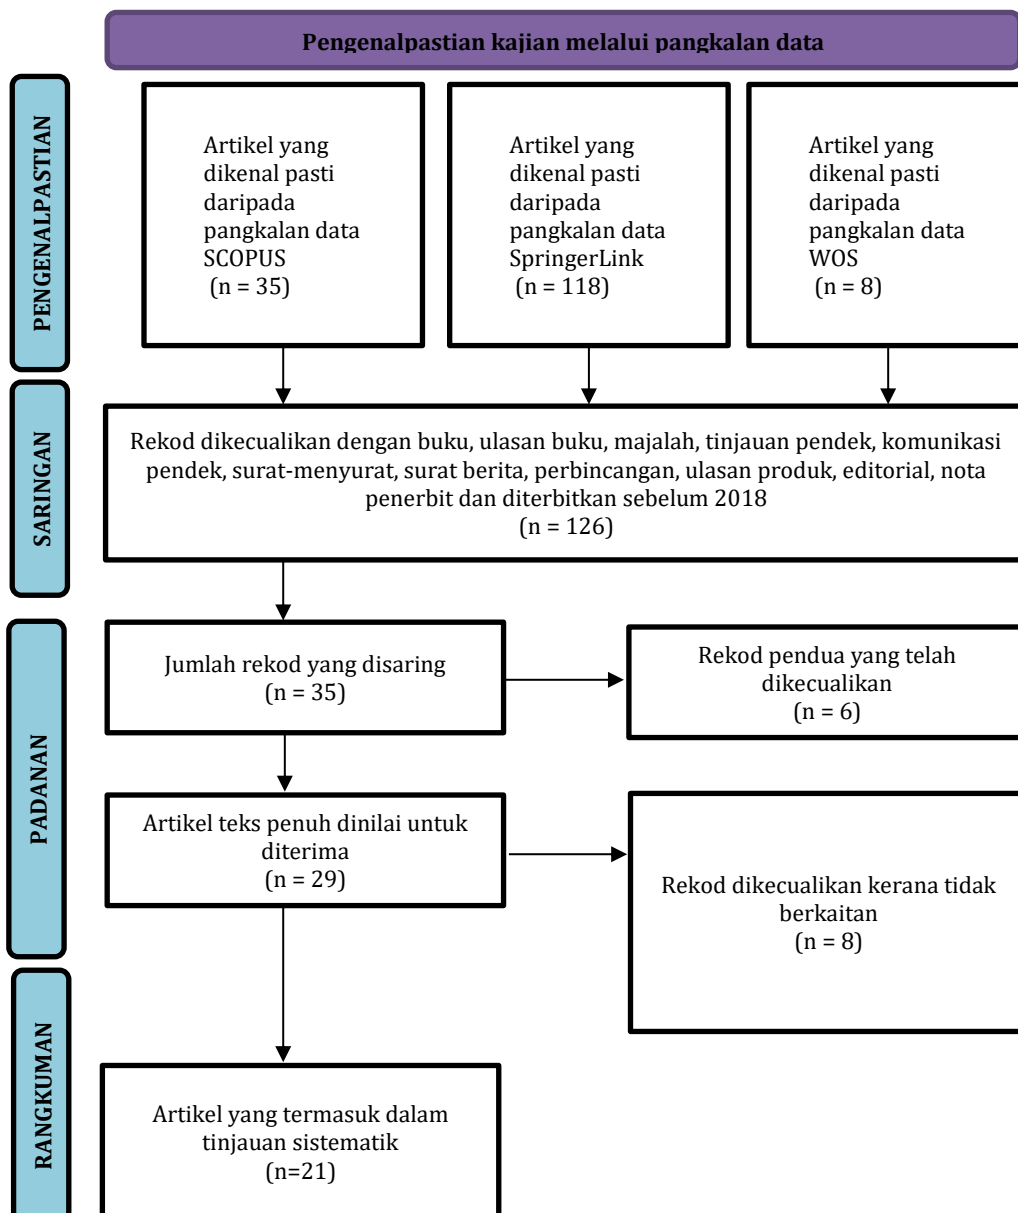 Pengenalpastian kajian melalui pangkalan data
PENGENALPASTIAN
Artikel yang
dikenal pasti
daripada
pangkalan data
SCOPUS
(n = 35)
Artikel yang
dikenal pasti
daripada
pangkalan data
SpringerLink
(n = 118)
Artikel yang
dikenal pasti
daripada
pangkalan data
WOS
(n = 8)
SARINGAN
Rekod dikecualikan dengan buku, ulasan buku, majalah, tinjauan pendek, komunikasi
pendek, surat-menyurat, surat berita, perbincangan, ulasan produk, editorial, nota
penerbit dan diterbitkan sebelum 2018
(n = 126)
PADANAN
Jumlah rekod yang disaring
(n = 35)
Rekod pendua yang telah
dikecualikan
(n = 6)
Artikel teks penuh dinilai untuk
diterima
(n = 29)
Rekod dikecualikan kerana tidak
berkaitan
(n = 8)
RANGKUMAN
Artikel yang termasuk dalam
tinjauan sistematik
(n=21)